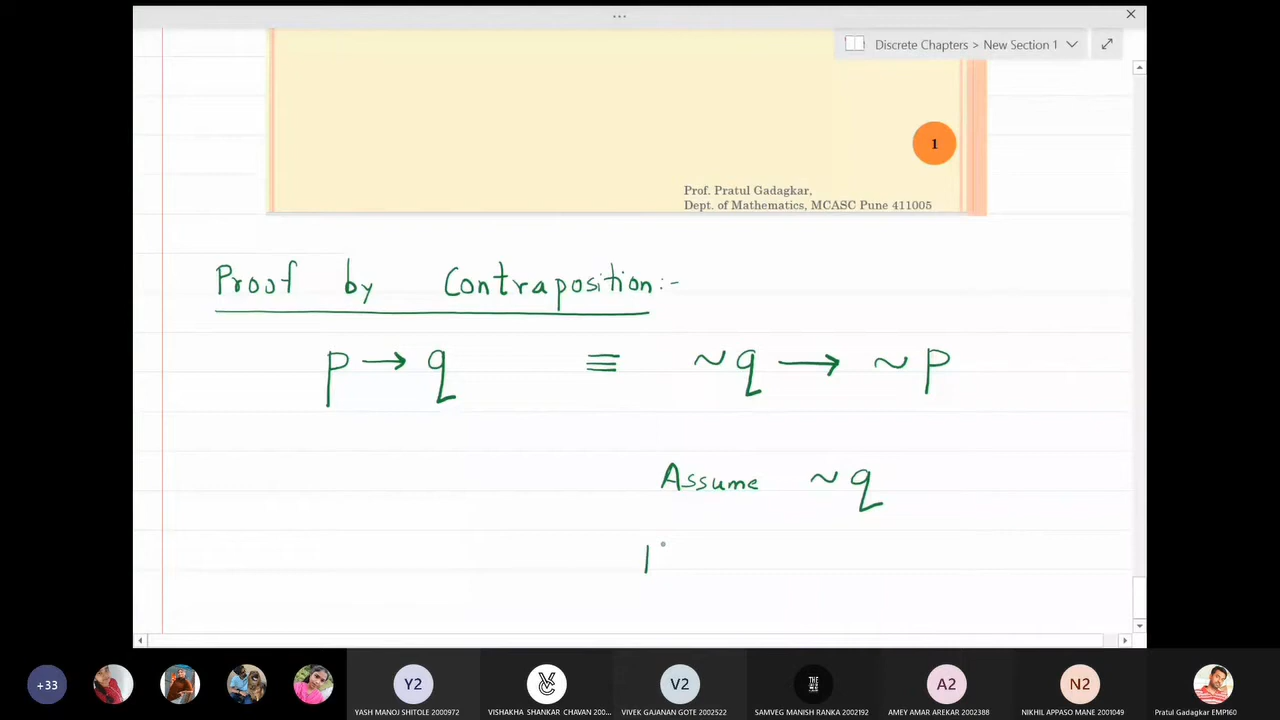 Discrete Chapters > New Section 1
1
Prof. Pratul Gadagkar,
Dept. of Mathematics, MCASC Pune 411005
Proof by Contraposition:-
p → q ≡ ~q → ~p
Assume ~q
+33
Y2
V2
A2
N2
YASH MANOJ SHITOLE 2000972
VISHAKHA SHANKAR CHAVAN 200...
VIVEK GAJANAN GOTE 2002522
SAMVEG MANISH RANKA 2002192
AMEY AMAR AREKAR 2002388
NIKHIL APPASO MANE 2001049
Pratul Gadagkar EMP160